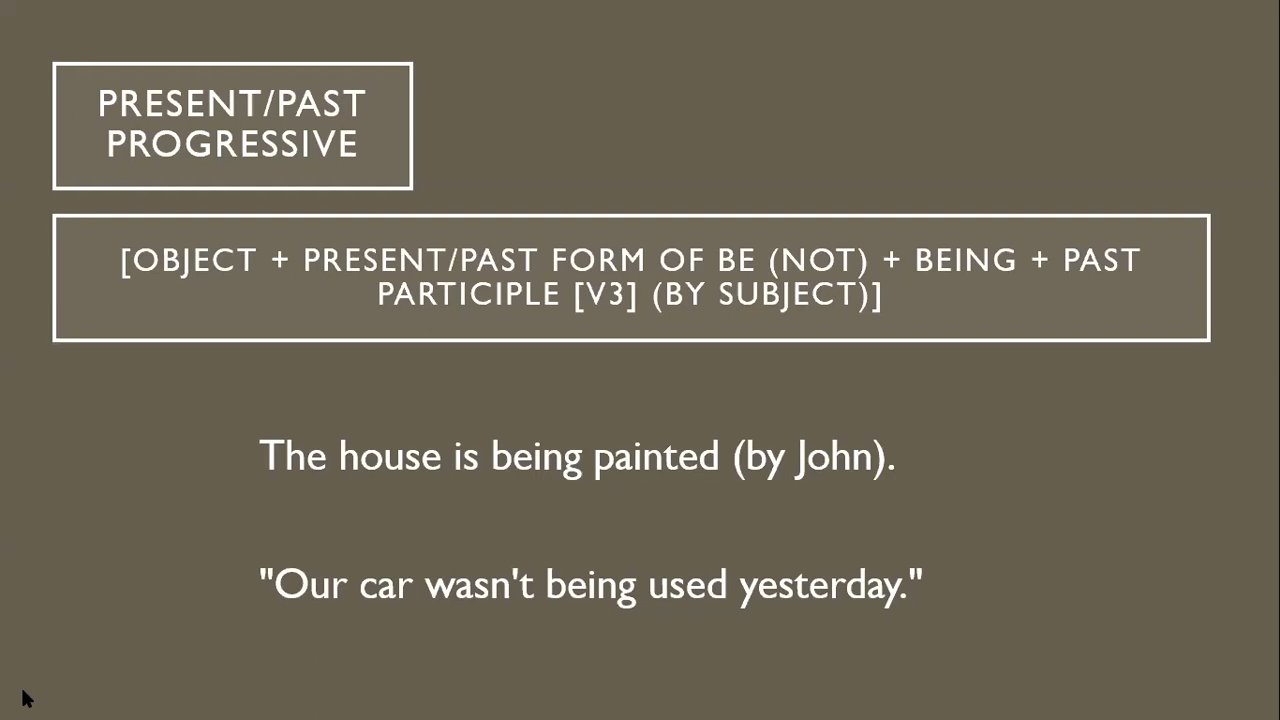 PRESENT/PAST
PROGRESSIVE
[OBJECT + PRESENT/PAST FORM OF BE (NOT) + BEING + PAST
PARTICIPLE [V3] (BY SUBJECT)]
The house is being painted (by John).
"Our car wasn't being used yesterday."